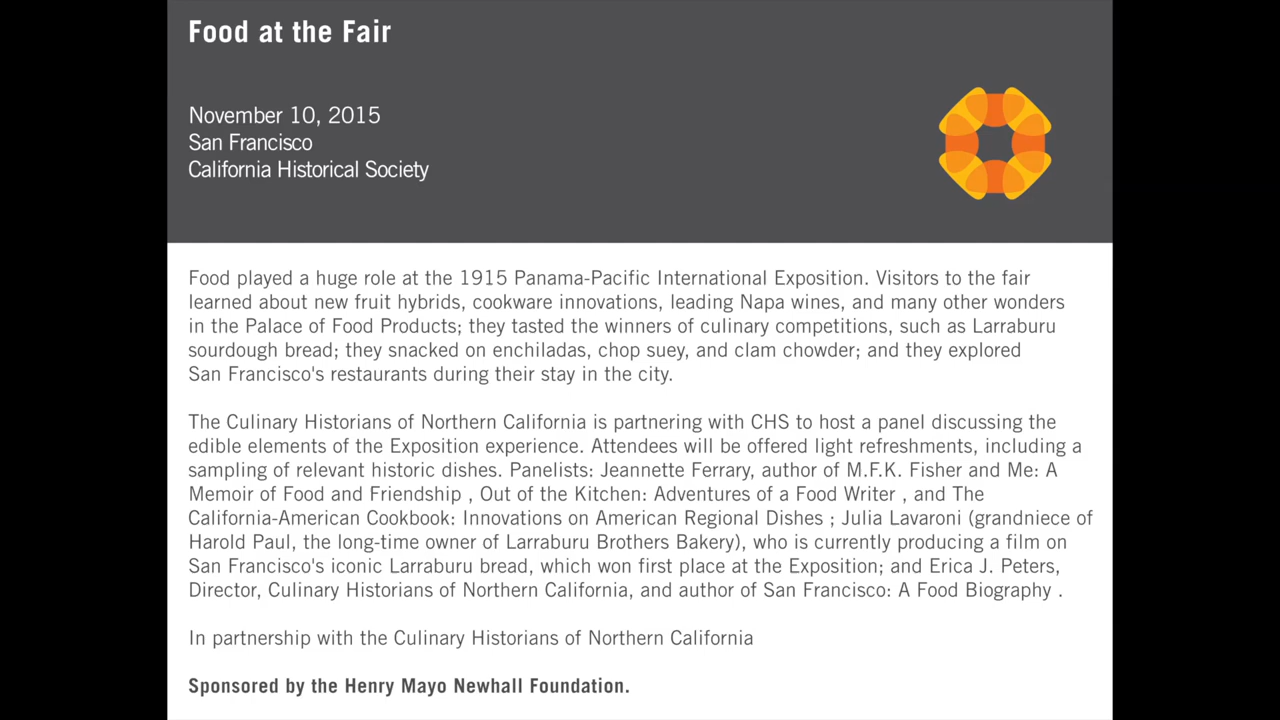 Food at the Fair
November 10, 2015
San Francisco
California Historical Society
Food played a huge role at the 1915 Panama-Pacific International Exposition. Visitors to the fair
learned about new fruit hybrids, cookware innovations, leading Napa wines, and many other wonders
in the Palace of Food Products; they tasted the winners of culinary competitions, such as Larraburu
sourdough bread; they snacked on enchiladas, chop suey, and clam chowder; and they explored
San Francisco's restaurants during their stay in the city.
The Culinary Historians of Northern California is partnering with CHS to host a panel discussing the
edible elements of the Exposition experience. Attendees will be offered light refreshments, including a
sampling of relevant historic dishes. Panelists: Jeannette Ferrary, author of M.F.K. Fisher and Me: A
Memoir of Food and Friendship , Out of the Kitchen: Adventures of a Food Writer , and The
California-American Cookbook: Innovations on American Regional Dishes ; Julia Lavaroni (grandniece of
Harold Paul, the long-time owner of Larraburu Brothers Bakery), who is currently producing a film on
San Francisco's iconic Larraburu bread, which won first place at the Exposition; and Erica J. Peters,
Director, Culinary Historians of Northern California, and author of San Francisco: A Food Biography .
In partnership with the Culinary Historians of Northern California
Sponsored by the Henry Mayo Newhall Foundation.